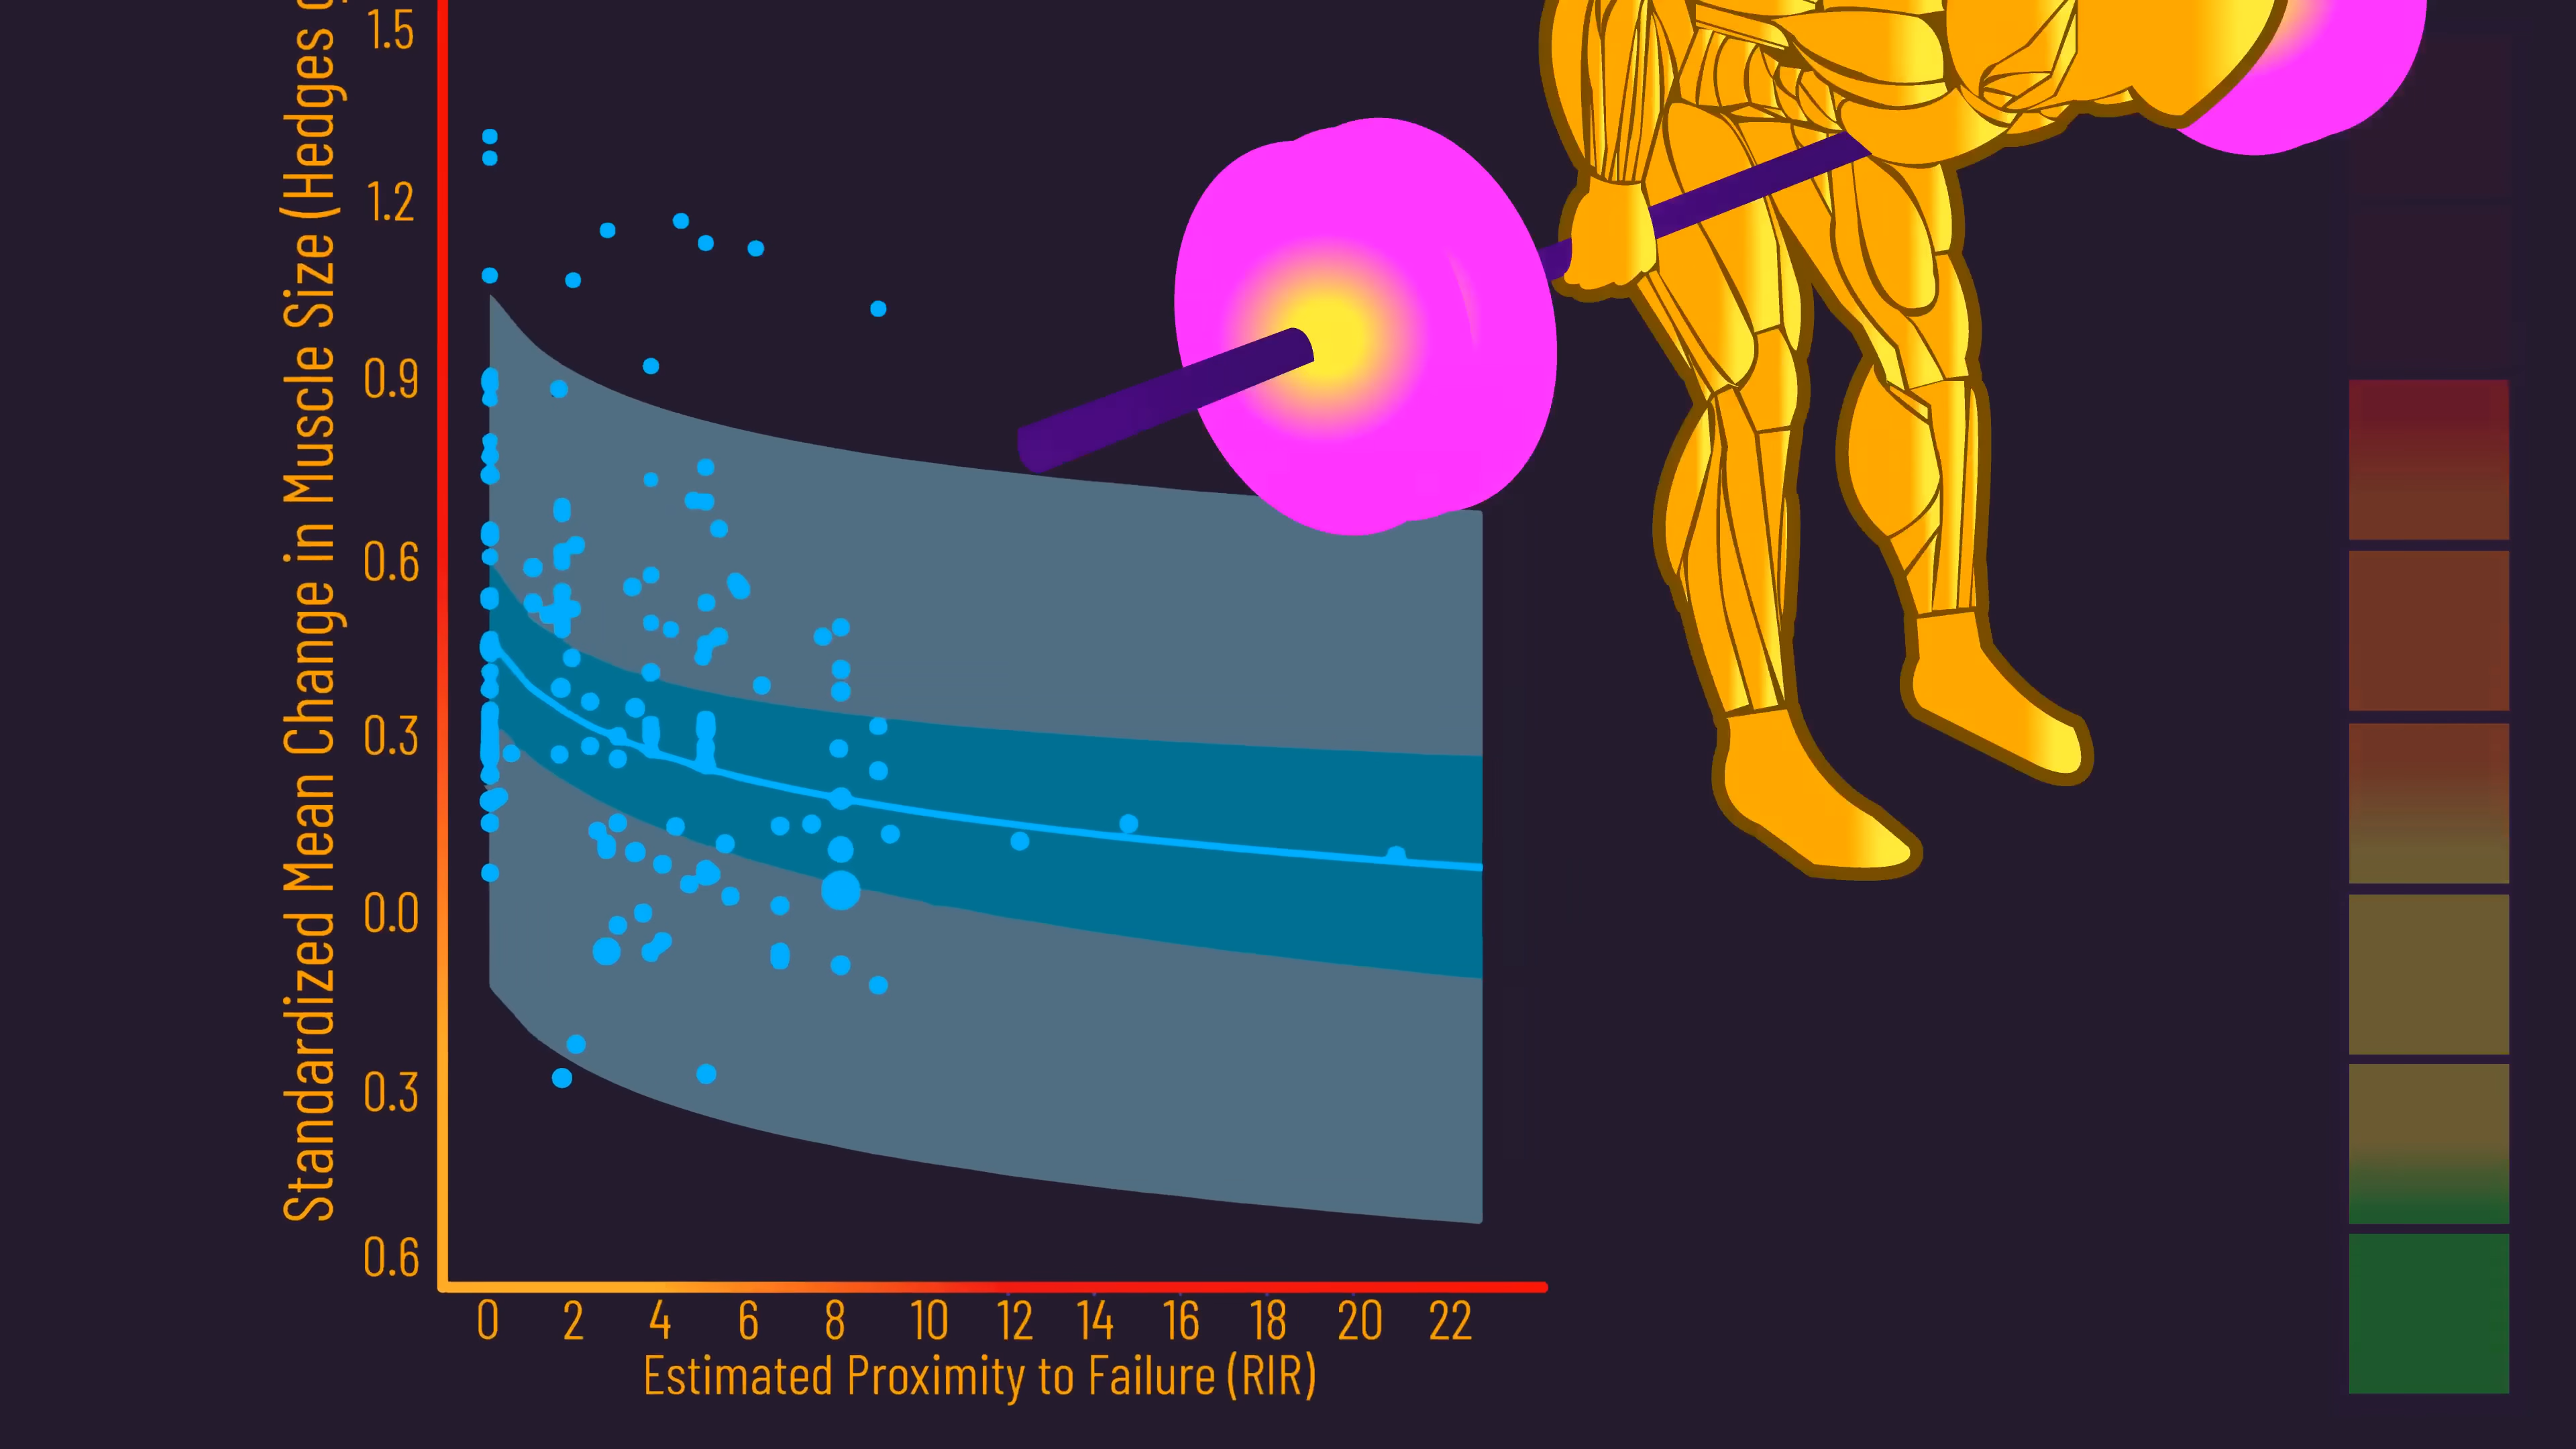 Standardized Mean Change in Muscle Size (Hedges
1.5
1.2
0.9
0.6
0.3
0.0
0.3
0.6
0 2 4 6 8 10 12 14 16 18 20 22
Estimated Proximity to Failure (RIR)